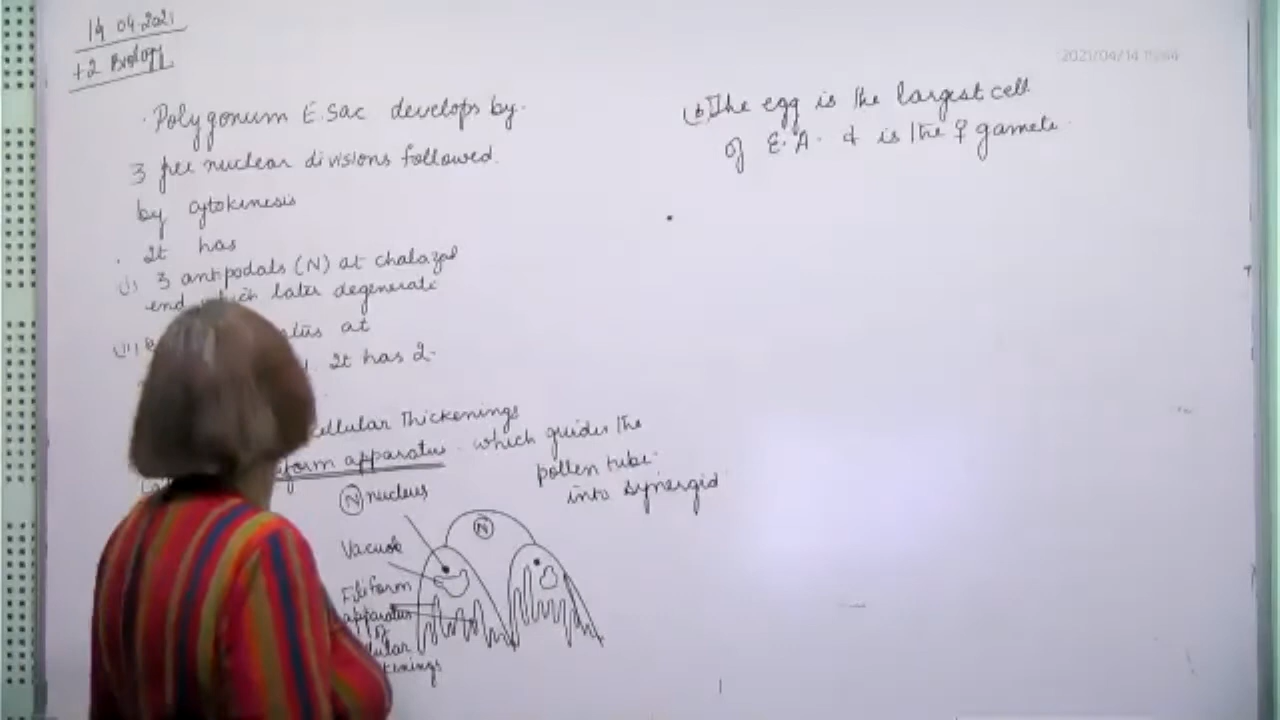 14 04.2021
+2 Biology
2021/04/14
. Polygonum E. Sac develops by.
3 free nuclear divisions followed.
by cytokinesis
. It has
(i) 3 antipodals (N) at chalazal
end which later degenerate
(ii) at
It has 2.
cellular thickenings
form apparatus. which guides the
pollen tube.
into synergid
(N) nucleus
N
Vacuole
Filiform
apparatus
of
lular
kenings
(b) The egg is the largest cell
of E.A. & is the ♀ gamete.